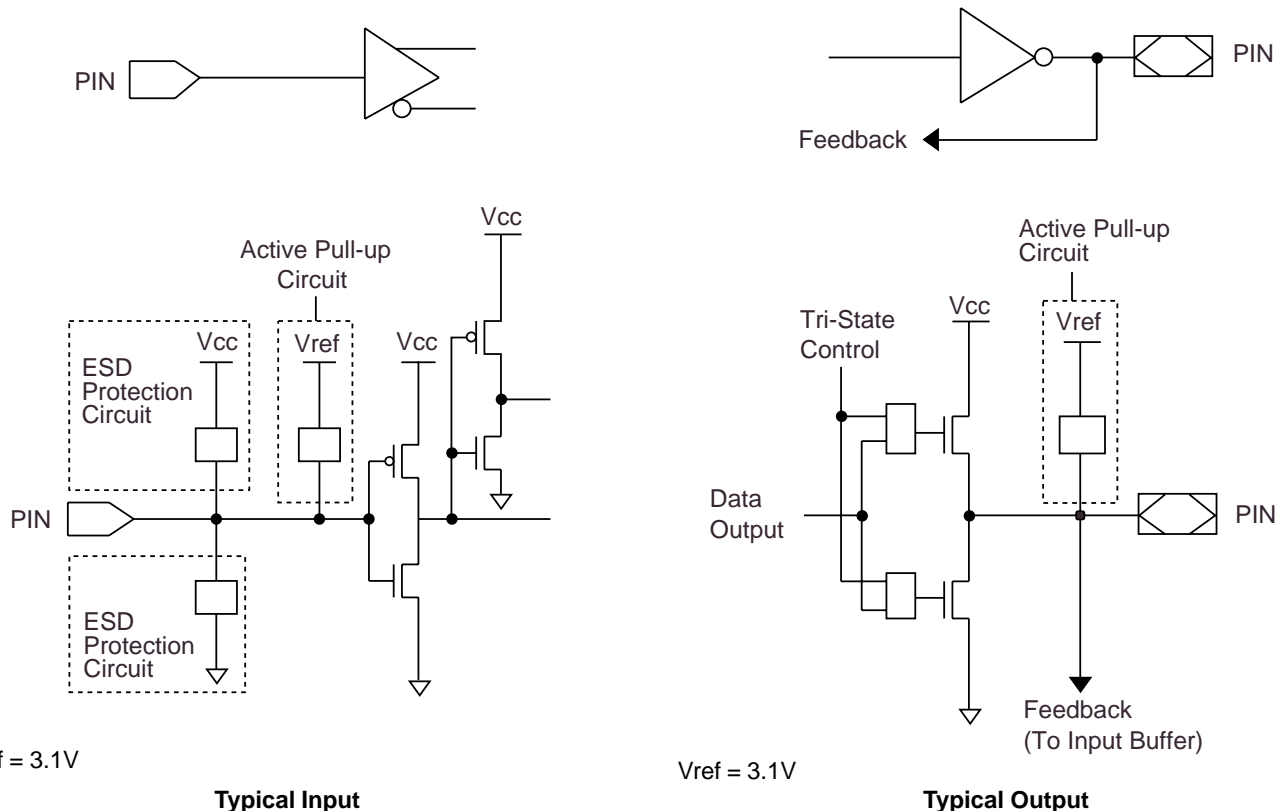 PIN
Feedback
PIN
Vcc
Active Pull-up
Circuit
Vcc
Vref
Vcc
ESD
Protection
Circuit
PIN
ESD
Protection
Circuit
f = 3.1V
Typical Input
Active Pull-up
Circuit
Tri-State
Control
Vcc
Vref
Data
Output
PIN
Feedback
(To Input Buffer)
Vref = 3.1V
Typical Output